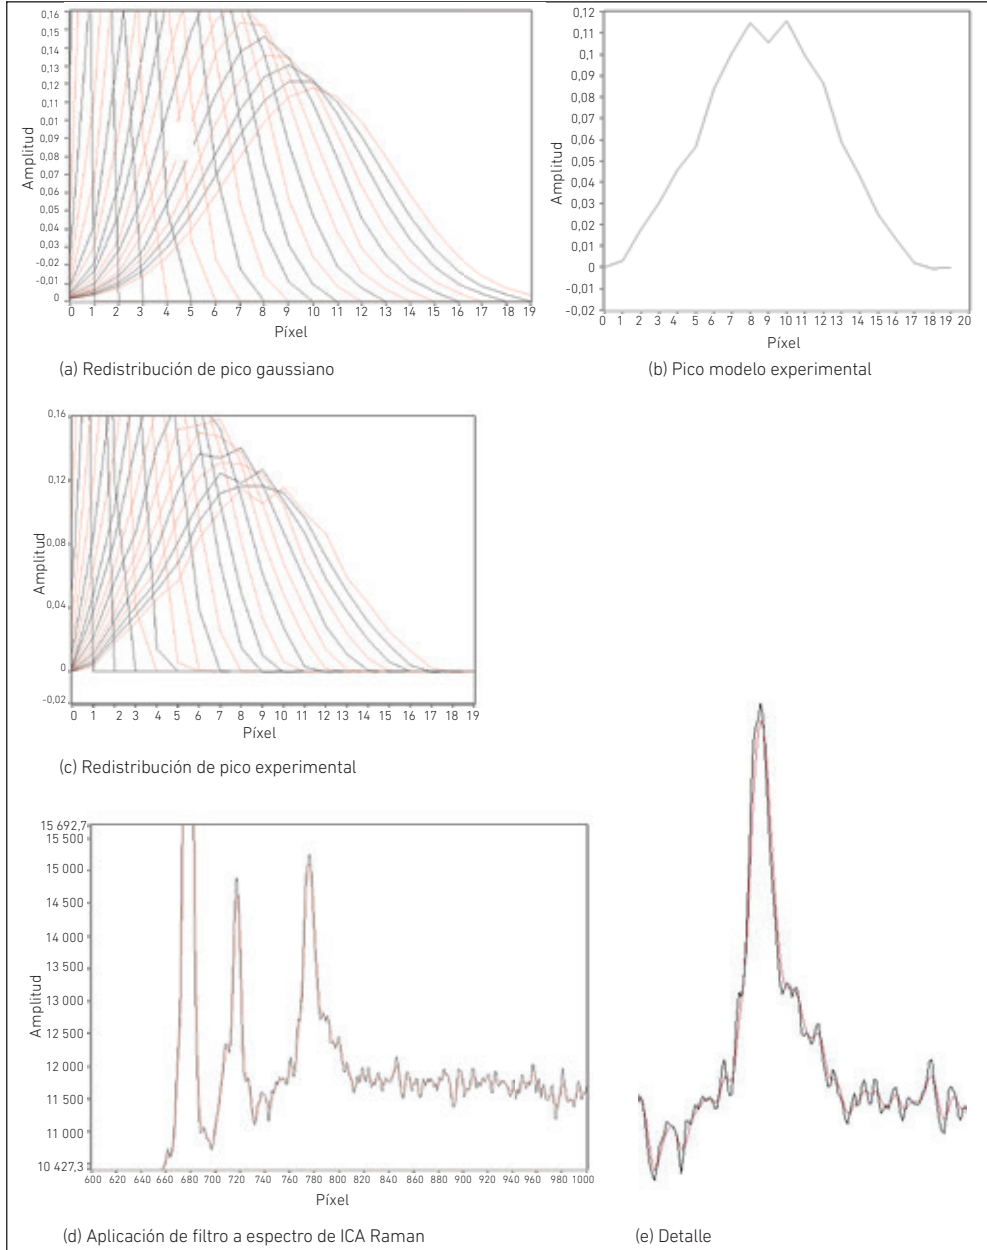 0,16
0,15
0,14
0,13
0,12
0,11
0,09
0,09
0,08
0,07
0,06
0,05
0,04
0,03
-0,02
-0,01
0
Amplitud
0 1 2 3 4 5 6 7 8 9 10 11 12 13 14 15 16 17 18 19
Píxel
(a) Redistribución de pico gaussiano
0,12
0,11
0,1
0,09
0,08
0,07
0,06
0,05
0,04
0,03
0,02
0,01
0
-0,01
-0,02
Amplitud
0 1 2 3 4 5 6 7 8 9 10 11 12 13 14 15 16 17 18 19 20
Píxel
(b) Pico modelo experimental
0,16
0,12
0,04
0
-0,02
Amplitud
0 1 2 3 4 5 6 7 8 9 10 11 12 13 14 15 16 17 18 19
Píxel
(c) Redistribución de pico experimental
15 692,7
15 500
15 000
14 500
14 000
13 500
13 000
12 500
12 000
11 500
11 000
10 427,3
Amplitud
600 620 640 660 680 700 720 740 760 780 800 820 840 860 880 900 920 940 960 980 1000
Píxel
(d) Aplicación de filtro a espectro de ICA Raman
(e) Detalle